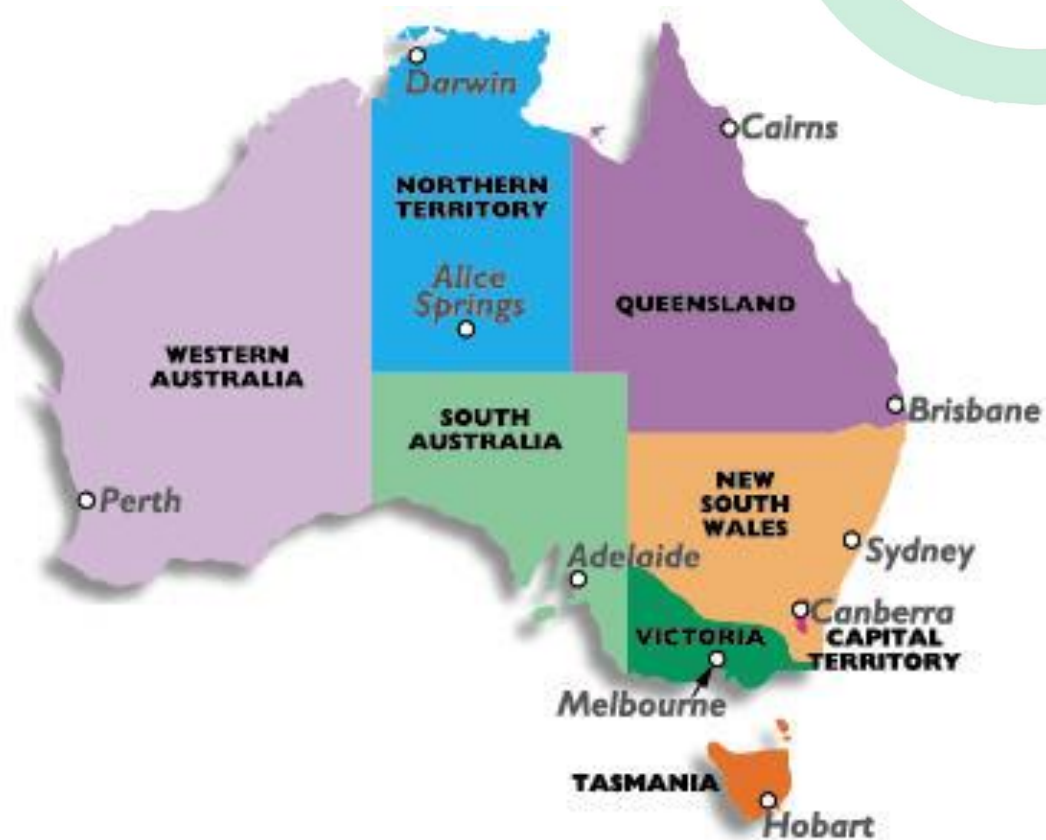 Darwin
Cairns
NORTHERN
TERRITORY
Alice
Springs
QUEENSLAND
WESTERN
AUSTRALIA
SOUTH
AUSTRALIA
Brisbane
NEW
SOUTH
WALES
Perth
Sydney
Adelaide
Canberra
CAPITAL
TERRITORY
VICTORIA
Melbourne
TASMANIA
Hobart